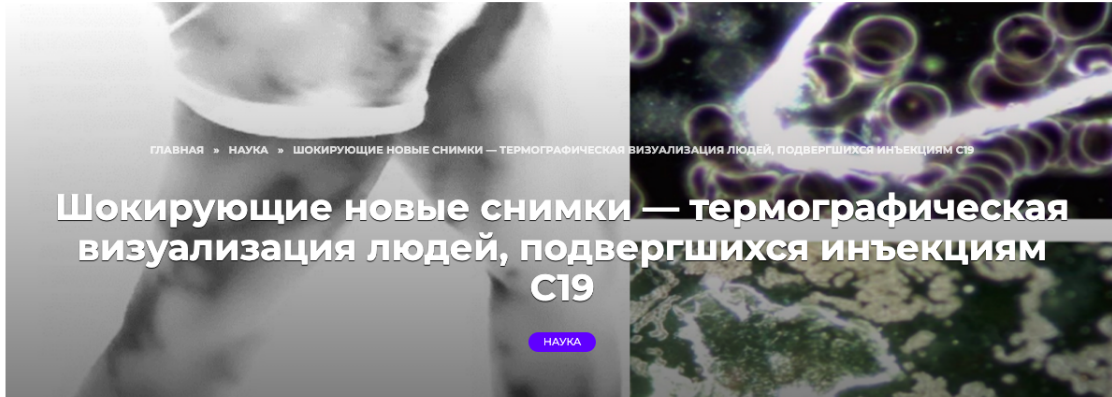 ГЛАВНАЯ » НАУКА » ШОКИРУЮЩИЕ НОВЫЕ СНИМКИ — ТЕРМОГРАФИЧЕСКАЯ ВИЗУАЛИЗАЦИЯ ЛЮДЕЙ, ПОДВЕРГШИХСЯ ИНЪЕКЦИЯМ С19
Шокирующие новые снимки — термографическая
визуализация людей, подвергшихся инъекциям
С19
НАУКА